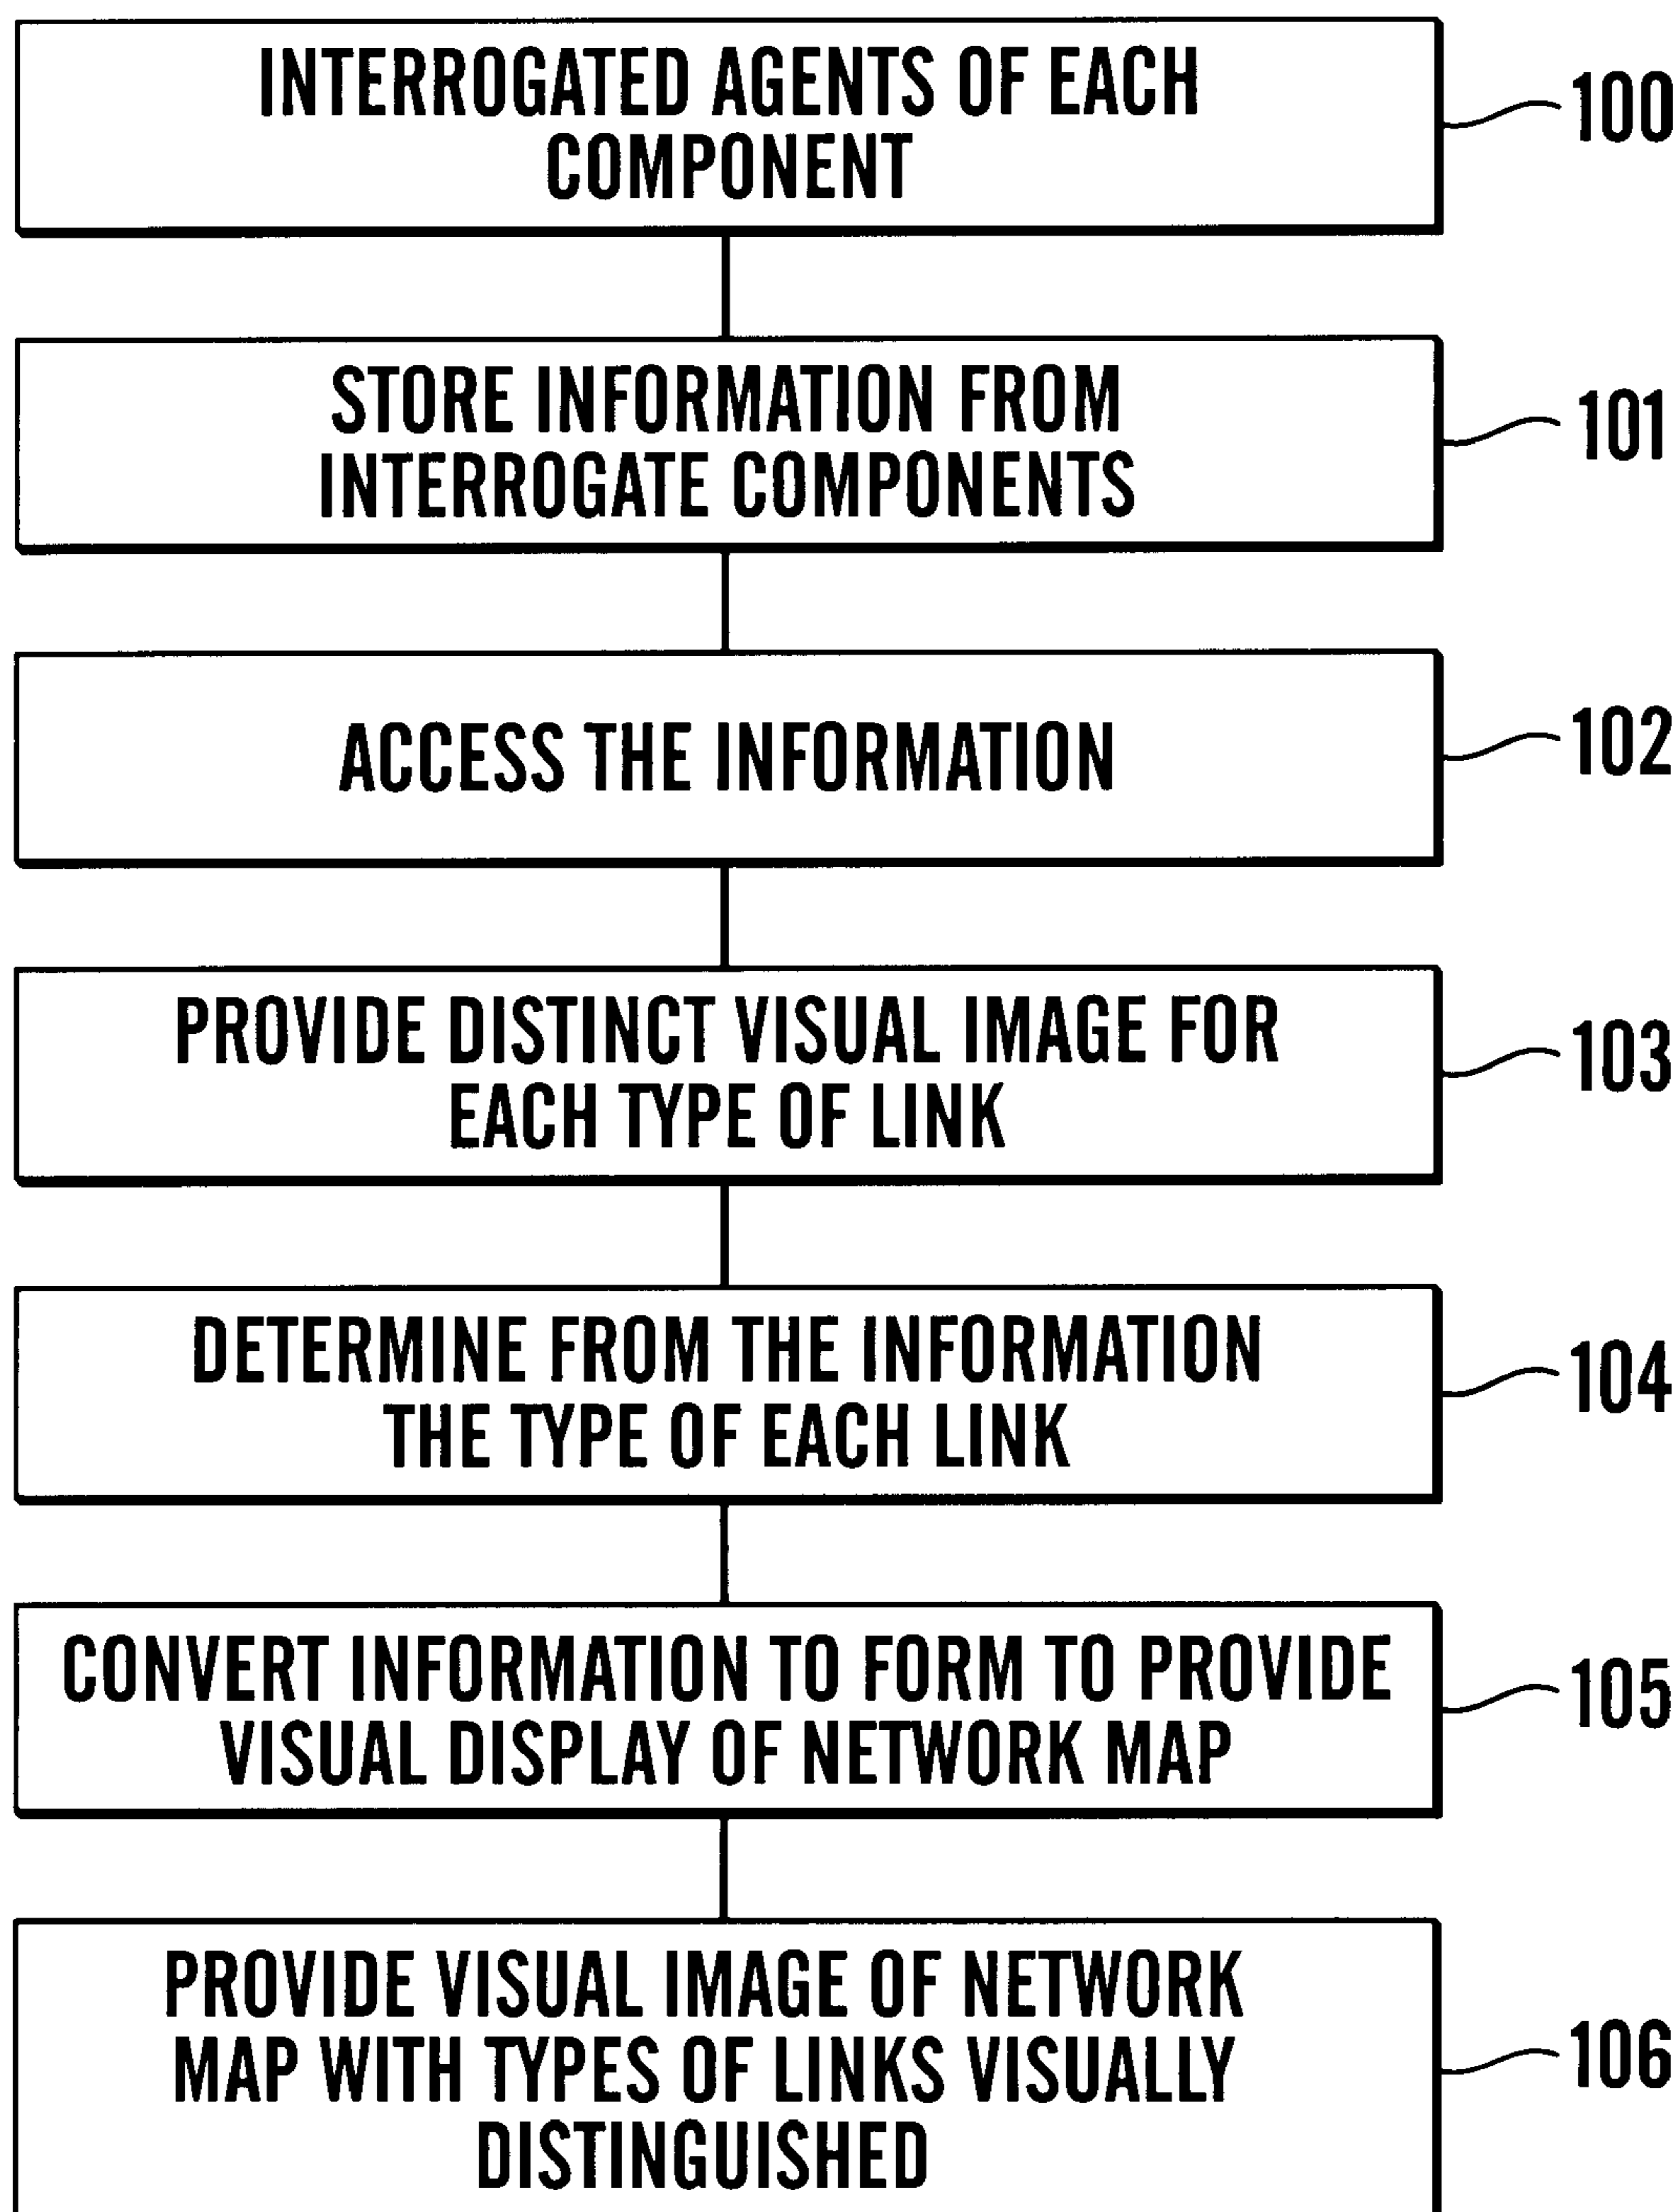 INTERROGATED AGENTS OF EACH
COMPONENT
100
STORE INFORMATION FROM
INTERROGATE COMPONENTS
101
ACCESS THE INFORMATION
102
PROVIDE DISTINCT VISUAL IMAGE FOR
EACH TYPE OF LINK
103
DETERMINE FROM THE INFORMATION
THE TYPE OF EACH LINK
104
CONVERT INFORMATION TO FORM TO PROVIDE
VISUAL DISPLAY OF NETWORK MAP
105
PROVIDE VISUAL IMAGE OF NETWORK
MAP WITH TYPES OF LINKS VISUALLY
DISTINGUISHED
106